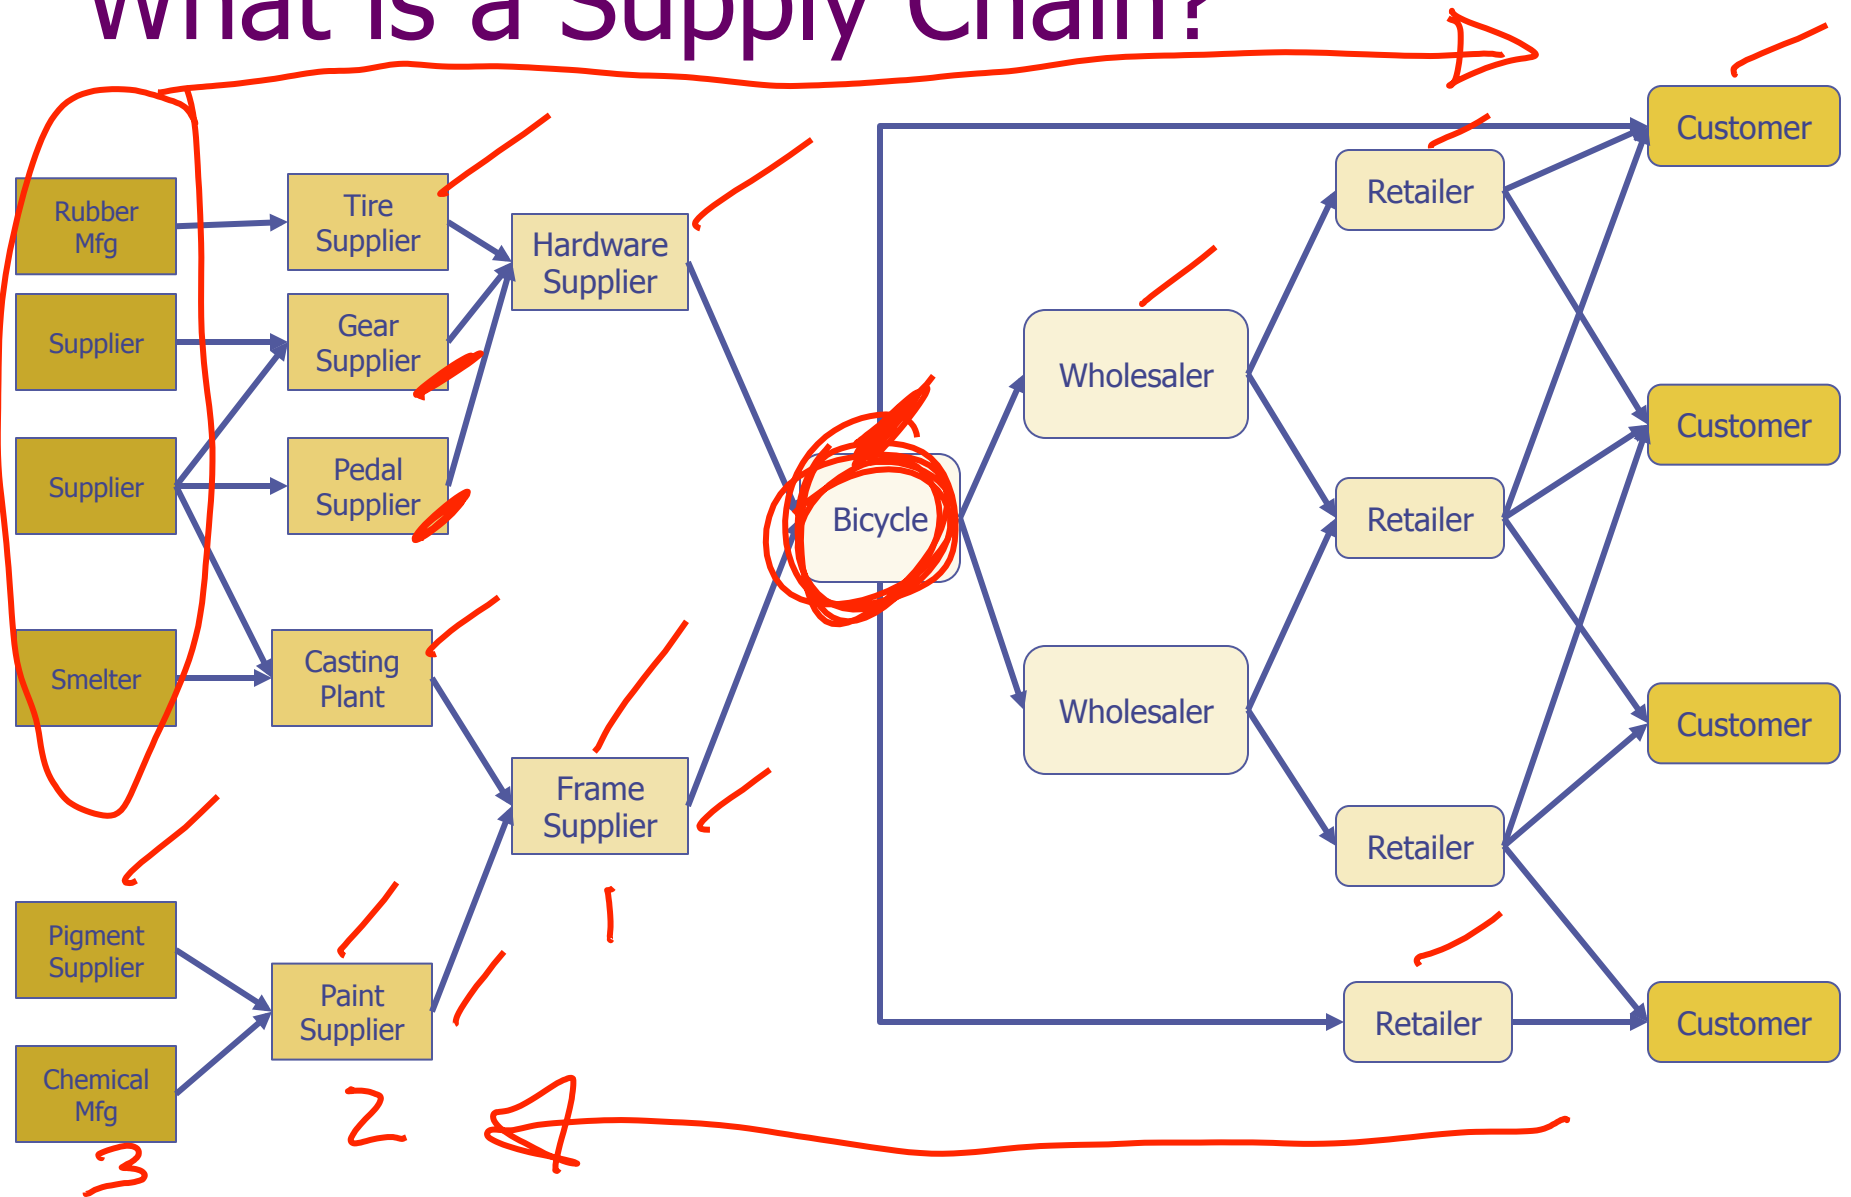 What is a Supply Chain?
Rubber
Mfg
Supplier
Supplier
Smelter
Pigment
Supplier
Chemical
Mfg
3
Tire
Supplier
Gear
Supplier
Pedal
Supplier
Casting
Plant
Paint
Supplier
2
Hardware
Supplier
Frame
Supplier
1
Bicycle
Wholesaler
Wholesaler
Retailer
Retailer
Retailer
Retailer
Customer
Customer
Customer
Customer